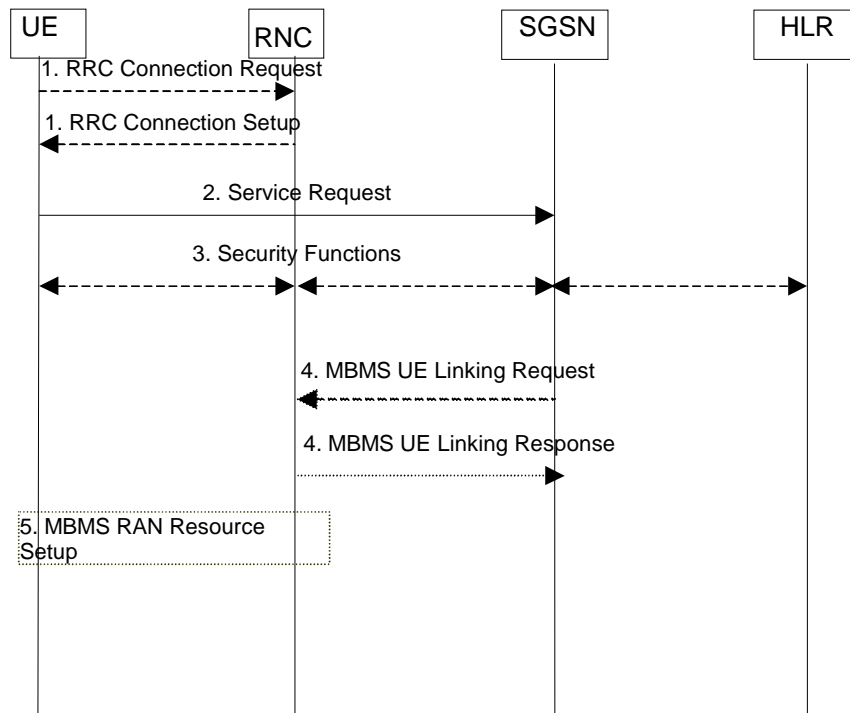 UE
RNC
SGSN
HLR
1. RRC Connection Request
1. RRC Connection Setup
2. Service Request
3. Security Functions
4. MBMS UE Linking Request
4. MBMS UE Linking Response
5. MBMS RAN Resource
Setup